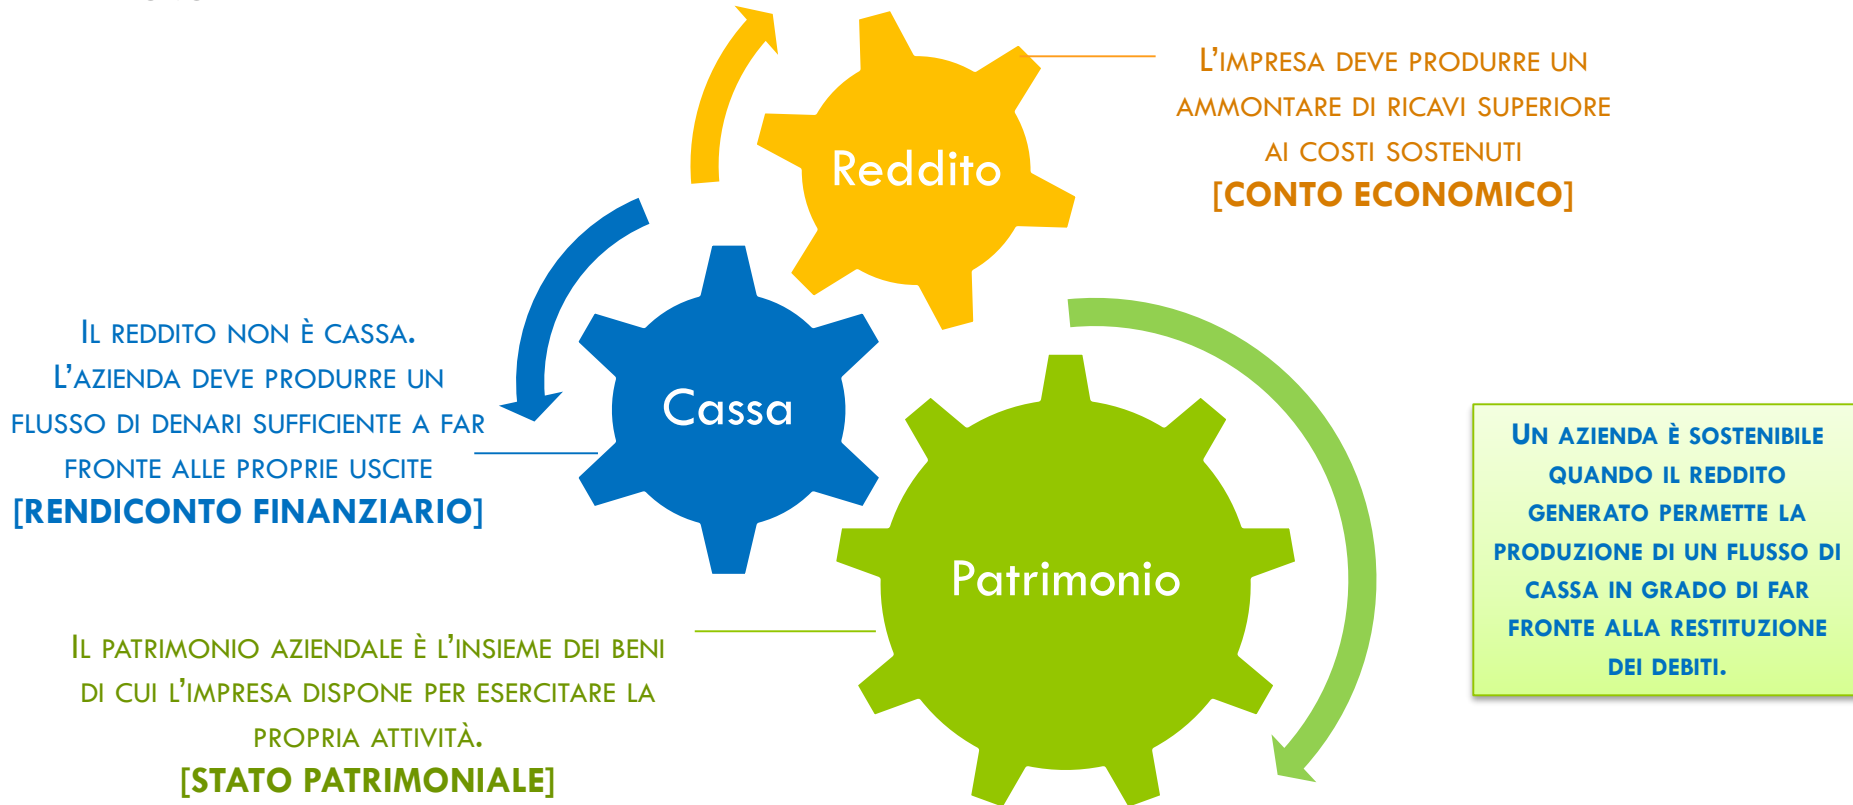 L'IMPRESA DEVE PRODURRE UN
AMMONTARE DI RICAVI SUPERIORE
AI COSTI SOSTENUTI
[CONTO ECONOMICO]
Reddito
IL REDDITO NON È CASSA.
L'AZIENDA DEVE PRODURRE UN
FLUSSO DI DENARI SUFFICIENTE A FAR
FRONTE ALLE PROPRIE USCITE
[RENDICONTO FINANZIARIO]
Cassa
Patrimonio
UN AZIENDA È SOSTENIBILE
QUANDO IL REDDITO
GENERATO PERMETTE LA
PRODUZIONE DI UN FLUSSO DI
CASSA IN GRADO DI FAR
FRONTE ALLA RESTITUZIONE
DEI DEBITI.
IL PATRIMONIO AZIENDALE È L'INSIEME DEI BENI
DI CUI L'IMPRESA DISPONE PER ESERCITARE LA
PROPRIA ATTIVITÀ.
[STATO PATRIMONIALE]